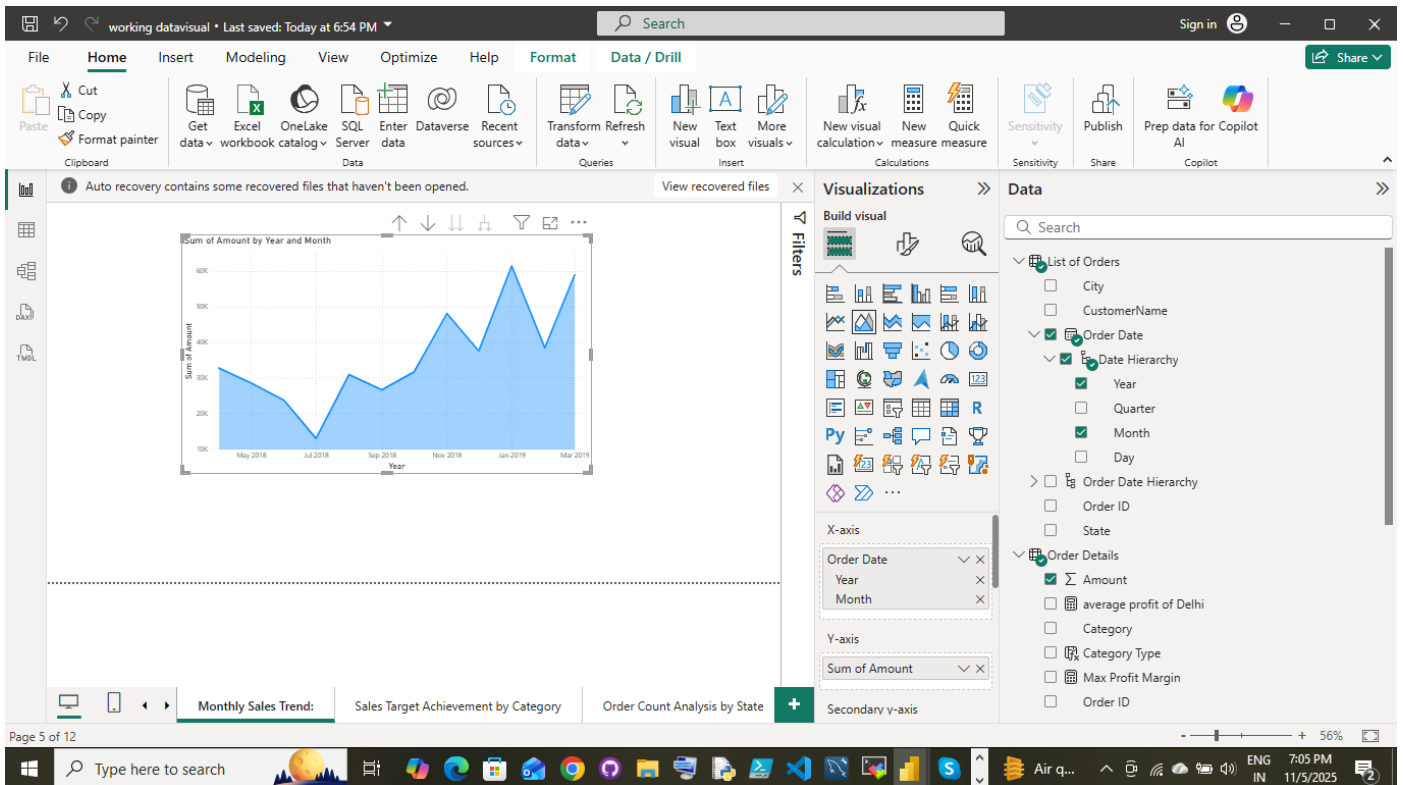 working datavisual • Last saved: Today at 6:54 PM
Search
Sign in
File Home Insert Modeling View Optimize Help Format Data / Drill
Share
Paste
Cut
Copy
Format painter
Clipboard
Get data
Excel workbook
OneLake catalog
SQL Server
Enter data
Dataverse
Recent sources
Data
Transform data
Refresh
Queries
New visual
Text box
More visuals
Insert
New visual calculation
New measure
Quick measure
Calculations
Sensitivity
Sensitivity
Publish
Share
Prep data for AI
Copilot
Copilot
Auto recovery contains some recovered files that haven't been opened.
View recovered files
DAX
TMDL
Sum of Amount by Year and Month
Sum of Amount
60K
50K
40K
30K
20K
10K
May 2018 Jul 2018 Sep 2018 Nov 2018 Jan 2019 Mar 2019
Year
Filters
Visualizations
Build visual
123
R
Py
123
X-axis
Order Date
Year
Month
Y-axis
Sum of Amount
Secondary y-axis
Data
Search
List of Orders
City
CustomerName
Order Date
Date Hierarchy
Year
Quarter
Month
Day
Order Date Hierarchy
Order ID
State
Order Details
Amount
average profit of Delhi
Category
Category Type
Max Profit Margin
Order ID
Monthly Sales Trend:
Sales Target Achievement by Category
Order Count Analysis by State
Page 5 of 12
56%
Type here to search
Air q...
ENG
IN
7:05 PM
11/5/2025
2